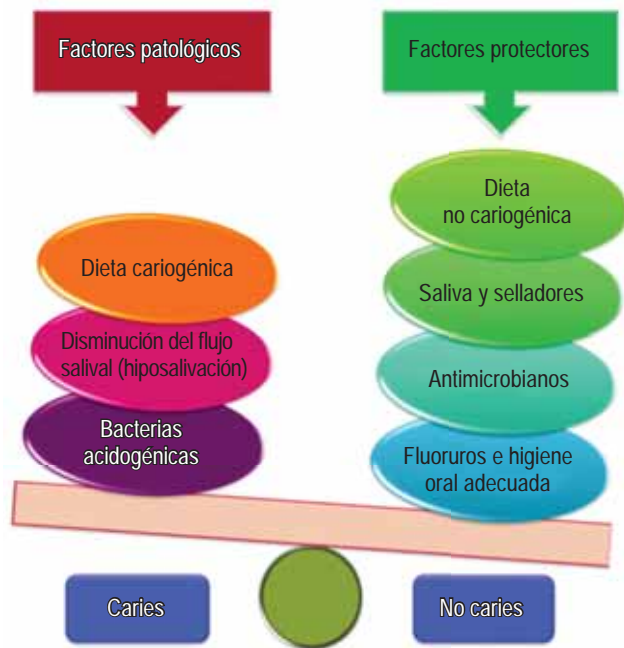 Factores patológicos
Factores protectores
Dieta cariogénica
Disminución del flujo
salival (hiposalivación)
Bacterias
acidogénicas
Dieta
no cariogénica
Saliva y selladores
Antimicrobianos
Fluoruros e higiene
oral adecuada
Caries
No caries